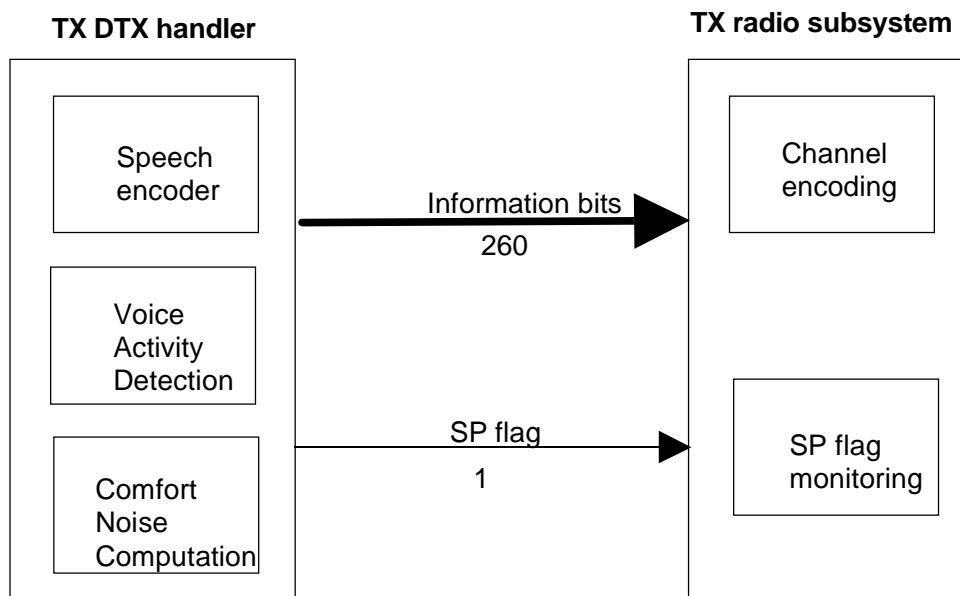 TX DTX handler
TX radio subsystem
Speech
encoder
Channel
encoding
Information bits
260
Voice
Activity
Detection
SP flag
1
SP flag
monitoring
Comfort
Noise
Computation